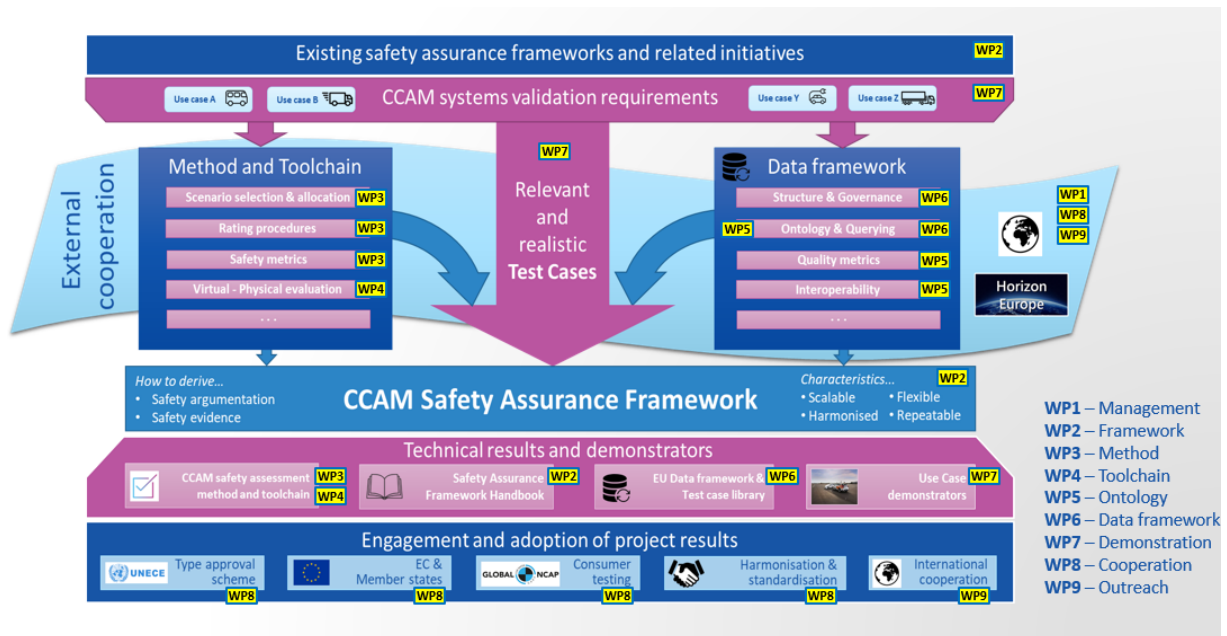 Existing safety assurance frameworks and related initiatives
WP2
Use case A
Use case B
CCAM systems validation requirements
Use case Y
Use case Z
WP7
External
cooperation
Method and Toolchain
Scenario selection & allocation
WP3
Rating procedures
WP3
Safety metrics
WP3
Virtual - Physical evaluation
WP4
. . .
WP7
Relevant
and
realistic
Test Cases
Data framework
Structure & Governance
WP6
WP5
Ontology & Querying
WP6
Quality metrics
WP5
Interoperability
WP5
. . .
WP1
WP8
WP9
Horizon
Europe
How to derive...
• Safety argumentation
• Safety evidence
CCAM Safety Assurance Framework
Characteristics...
WP2
• Scalable • Flexible
• Harmonised • Repeatable
Technical results and demonstrators
CCAM safety assessment
method and toolchain
WP3
WP4
Safety Assurance
Framework Handbook
WP2
EU Data framework &
Test case library
WP6
Use Case
demonstrators
WP7
Engagement and adoption of project results
UNECE
Type approval
scheme
WP8
EC &
Member states
WP8
GLOBAL NCAP
Consumer
testing
WP8
Harmonisation &
standardisation
WP8
International
cooperation
WP9
WP1 – Management
WP2 – Framework
WP3 – Method
WP4 – Toolchain
WP5 – Ontology
WP6 – Data framework
WP7 – Demonstration
WP8 – Cooperation
WP9 – Outreach